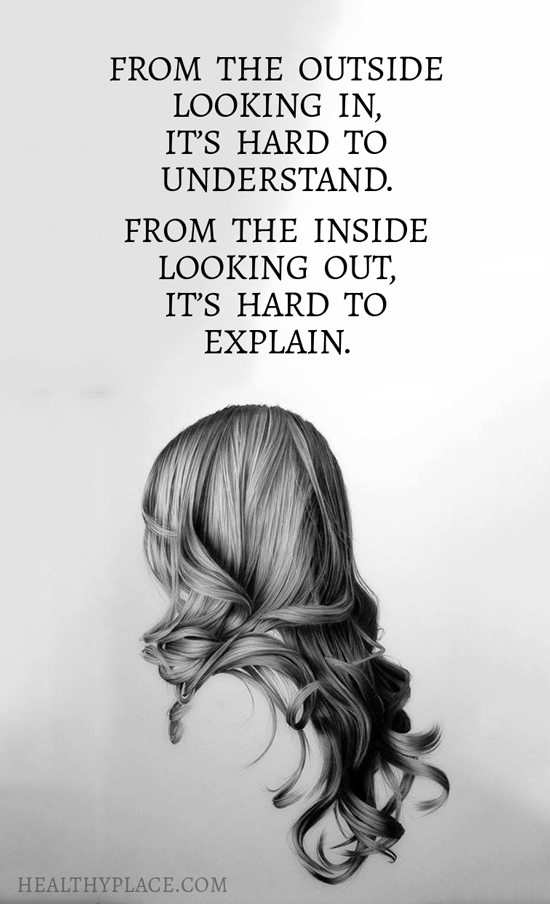 FROM THE OUTSIDE
LOOKING IN,
IT'S HARD TO
UNDERSTAND.
FROM THE INSIDE
LOOKING OUT,
IT'S HARD TO
EXPLAIN.
HEALTHYPLACE.COM